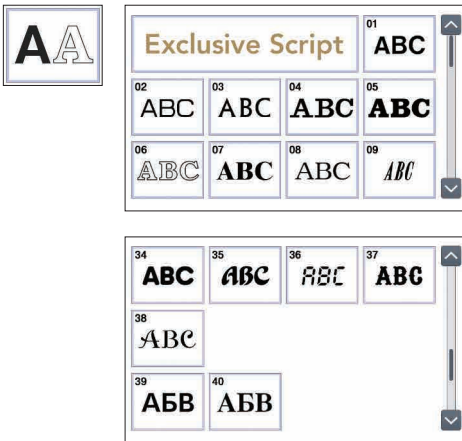 AA
Exclusive Script
01
ABC
02 03 04 05
ABC ABC ABC ABC
06 07 08 09
ABC ABC ABC ABC
34 35 36 37
ABC ABC ABC ABC
38
ABC
39 40
АБВ АБВ